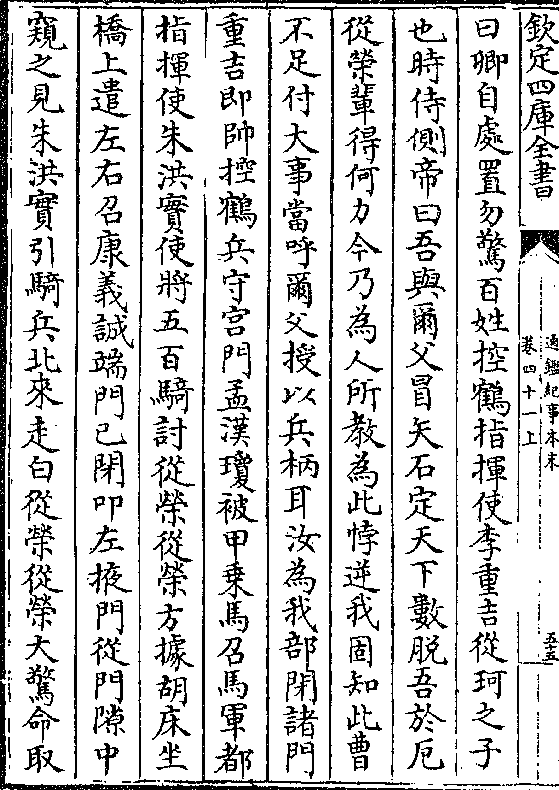 欽定四庫全書
通鑑紀事本末
卷四十一上
五十五
曰卿自處置勿驚百姓控鶴指揮使李重吉從珂之子
也時侍側帝曰吾與爾父冒矢石定天下數脫吾於厄
從榮輩得何力今乃為人所教為此悖逆我固知此曹
不足付大事當呼爾父授以兵柄耳汝為我部閉諸門
重吉即帥控鶴兵守宮門孟漢瓊被甲乗馬召馬軍都
指揮使朱洪實使將五百騎討從榮從榮方據胡床坐
橋上遣左右召康義誠端門已閉叩左掖門從門隙中
窺之見朱洪實引騎兵北來走白從榮從榮大驚命取